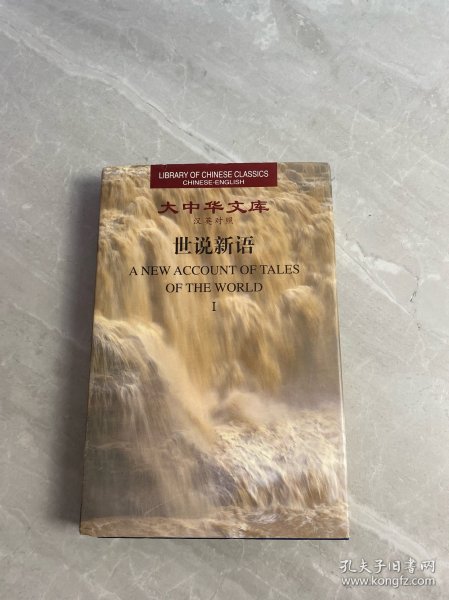 LIBRARY OF CHINESE CLASSICS
CHINESE-ENGLISH
大中华文库
汉英对照
世说新语
A NEW ACCOUNT OF TALES
OF THE WORLD
I
孔夫子旧书网
www.kongfz.com